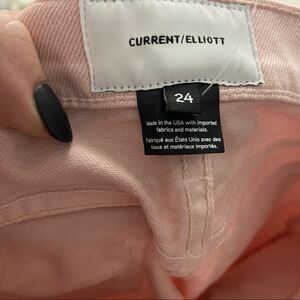 CURRENT/ELLIOTT
24
Made in the USA with imported
fabrics and materials.
Fabriqué aux États Unis avec des
tissus et matériaux importés.